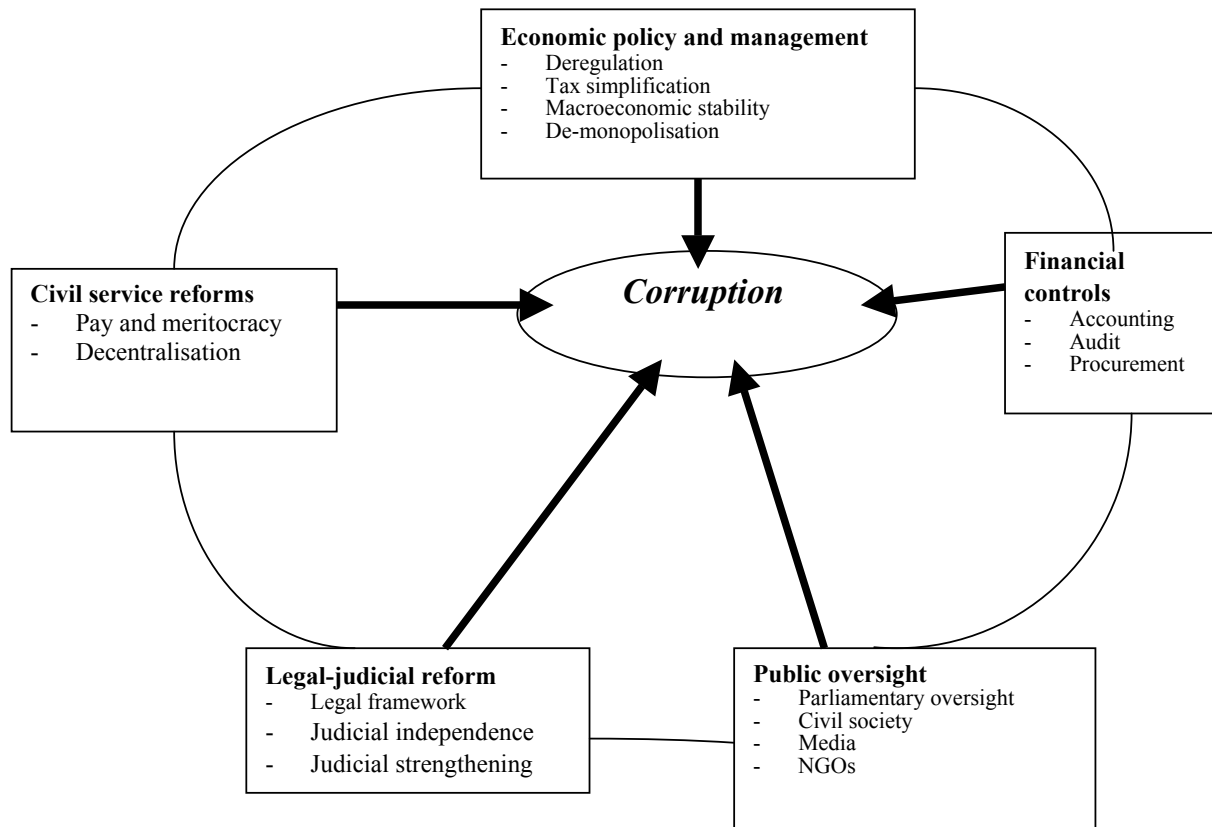 Economic policy and management
- Deregulation
- Tax simplification
- Macroeconomic stability
- De-monopolisation
Corruption
Financial
controls
- Accounting
- Audit
- Procurement
Civil service reforms
- Pay and meritocracy
- Decentralisation
Legal-judicial reform
- Legal framework
- Judicial independence
- Judicial strengthening
Public oversight
- Parliamentary oversight
- Civil society
- Media
- NGOs